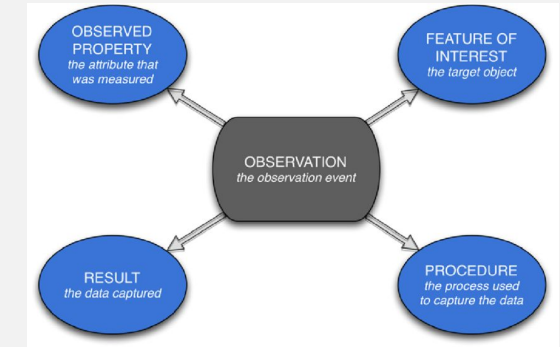 OBSERVED
PROPERTY
the attribute that
was measured
FEATURE OF
INTEREST
the target object
OBSERVATION
the observation event
RESULT
the data captured
PROCEDURE
the process used
to capture the data